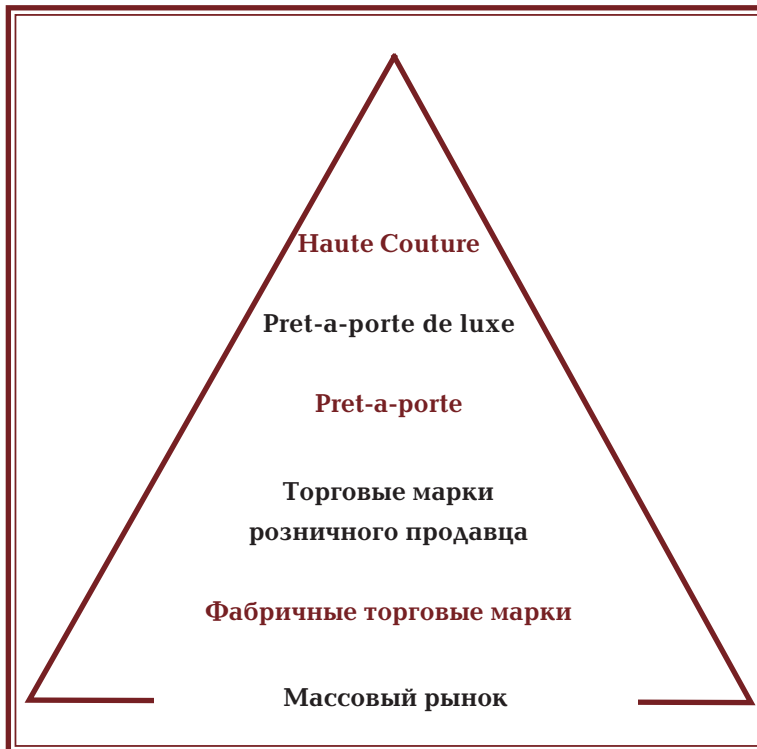 Haute Couture
Pret-a-porte de luxe
Pret-a-porte
Торговые марки
розничного продавца
Фабричные торговые марки
Массовый рынок